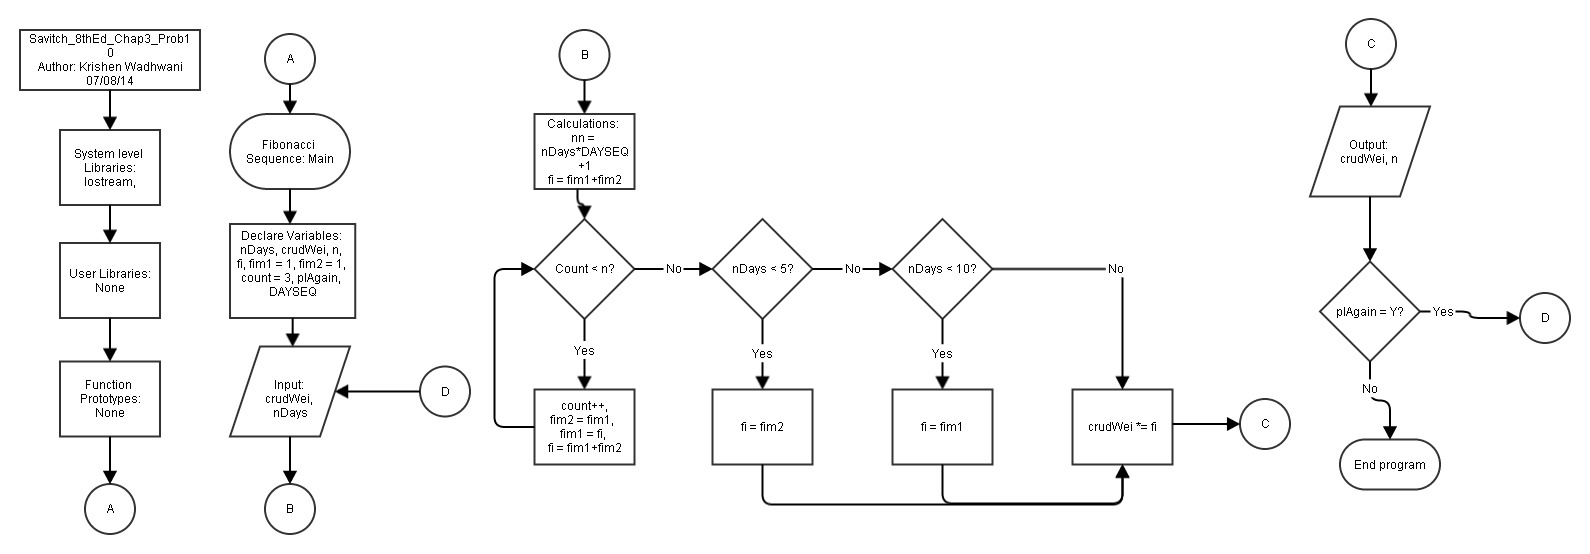 Savitch_8thEd_Chap3_Prob1
0
Author: Krishen Wadhwani
07/08/14
System level
Libraries:
Iostream,
User Libraries:
None
Function
Prototypes:
None
A
A
Fibonacci
Sequence: Main
Declare Variables:
nDays, crudWei, n,
fi, fim1 = 1, fim2 = 1,
count = 3, plAgain,
DAYSEQ
Input:
crudWei,
nDays
D
B
B
Calculations:
nn =
nDays*DAYSEQ
+1
fi = fim1+fim2
Count < n?
No
Yes
count++,
fim2 = fim1,
fim1 = fi,
fi = fim1+fim2
nDays < 5?
No
Yes
fi = fim2
nDays < 10?
No
Yes
fi = fim1
crudWei *= fi
C
C
Output:
crudWei, n
plAgain = Y?
Yes
D
No
End program